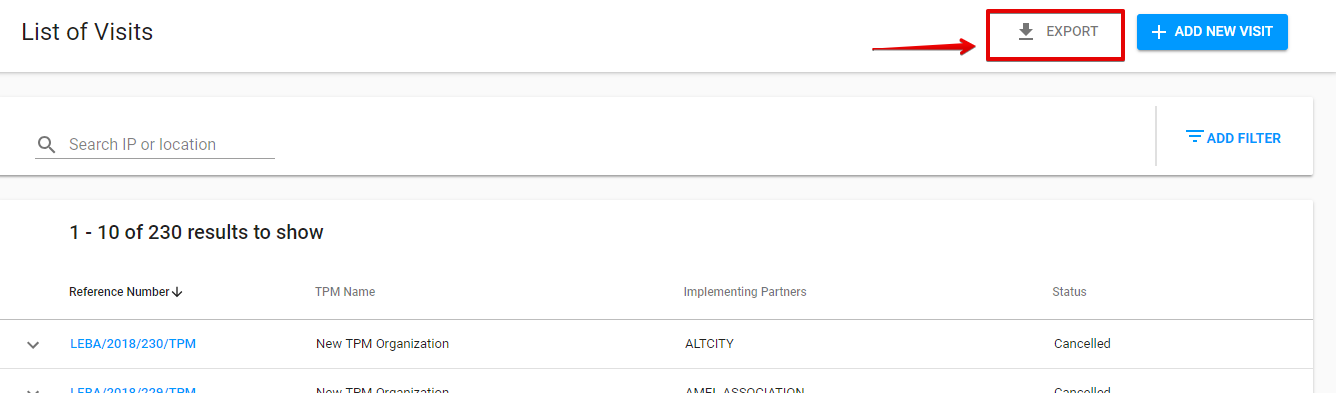 List of Visits
EXPORT
ADD NEW VISIT
Search IP or location
ADD FILTER
1 - 10 of 230 results to show
Reference Number TPM Name Implementing Partners Status
LEBA/2018/230/TPM New TPM Organization ALTCITY Cancelled
LEBA/2018/229/TPM New TPM Organization AMEL ASSOCIATION Cancelled